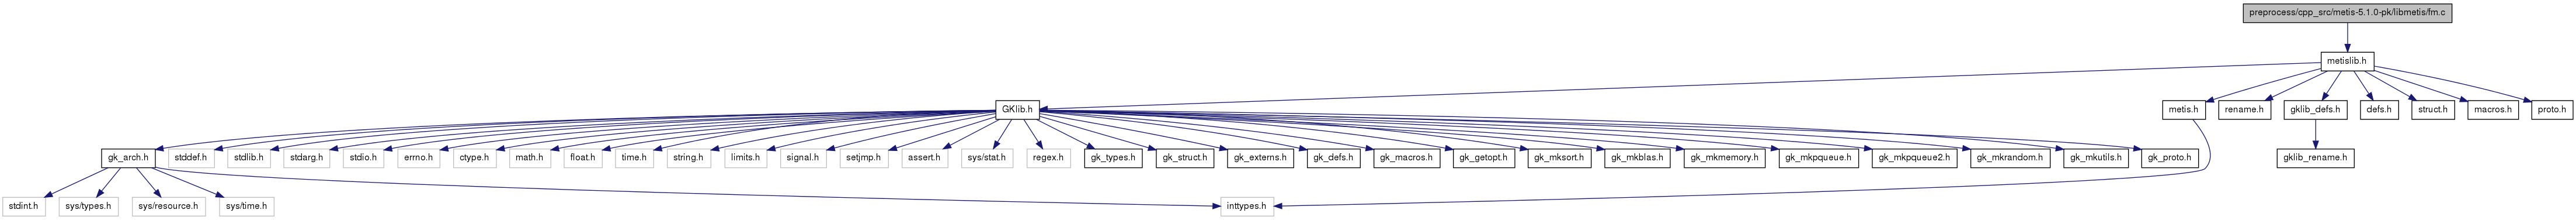 preprocess/cpp_src/metis-5.1.0-pk/libmetis/fm.c
metislib.h
GKlib.h
metis.h
rename.h
gklib_defs.h
defs.h
struct.h
macros.h
proto.h
gk_arch.h
stddef.h
stdlib.h
stdarg.h
stdio.h
errno.h
ctype.h
math.h
float.h
time.h
string.h
limits.h
signal.h
setjmp.h
assert.h
sys/stat.h
regex.h
gk_types.h
gk_struct.h
gk_externs.h
gk_defs.h
gk_macros.h
gk_getopt.h
gk_mksort.h
gk_mkblas.h
gk_mkmemory.h
gk_mkpqueue.h
gk_mkpqueue2.h
gk_mkrandom.h
gk_mkutils.h
gk_proto.h
gklib_rename.h
stdint.h
sys/types.h
sys/resource.h
sys/time.h
inttypes.h